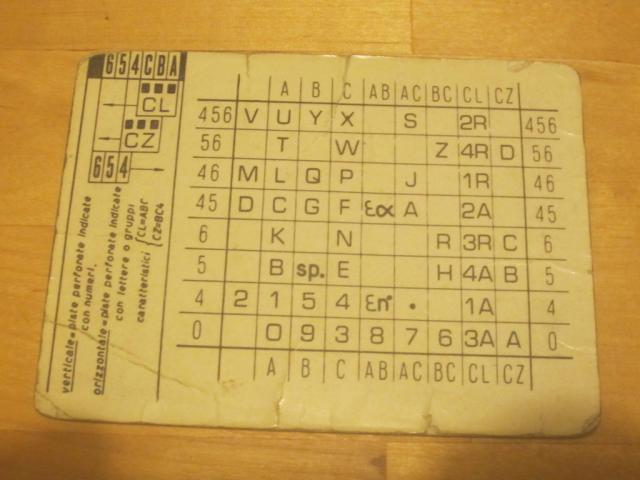 654CBA
CL
CZ
654
verticale=piste perforate indicate
con numeri.
orizzontale=piste perforate indicate
con lettere o gruppi
caratteristici {CL=ABC
CZ=BC4
A B C AB AC BC CL CZ
456 V U Y X S 2R 456
56 T W Z 4R D 56
46 M L Q P J 1R 46
45 D C G F εα A 2A 45
6 K N R 3R C 6
5 B sp. E H 4A B 5
4 2 1 5 4 εn° . 1A 4
0 0 9 3 8 7 6 3A A 0
A B C AB AC BC CL CZ